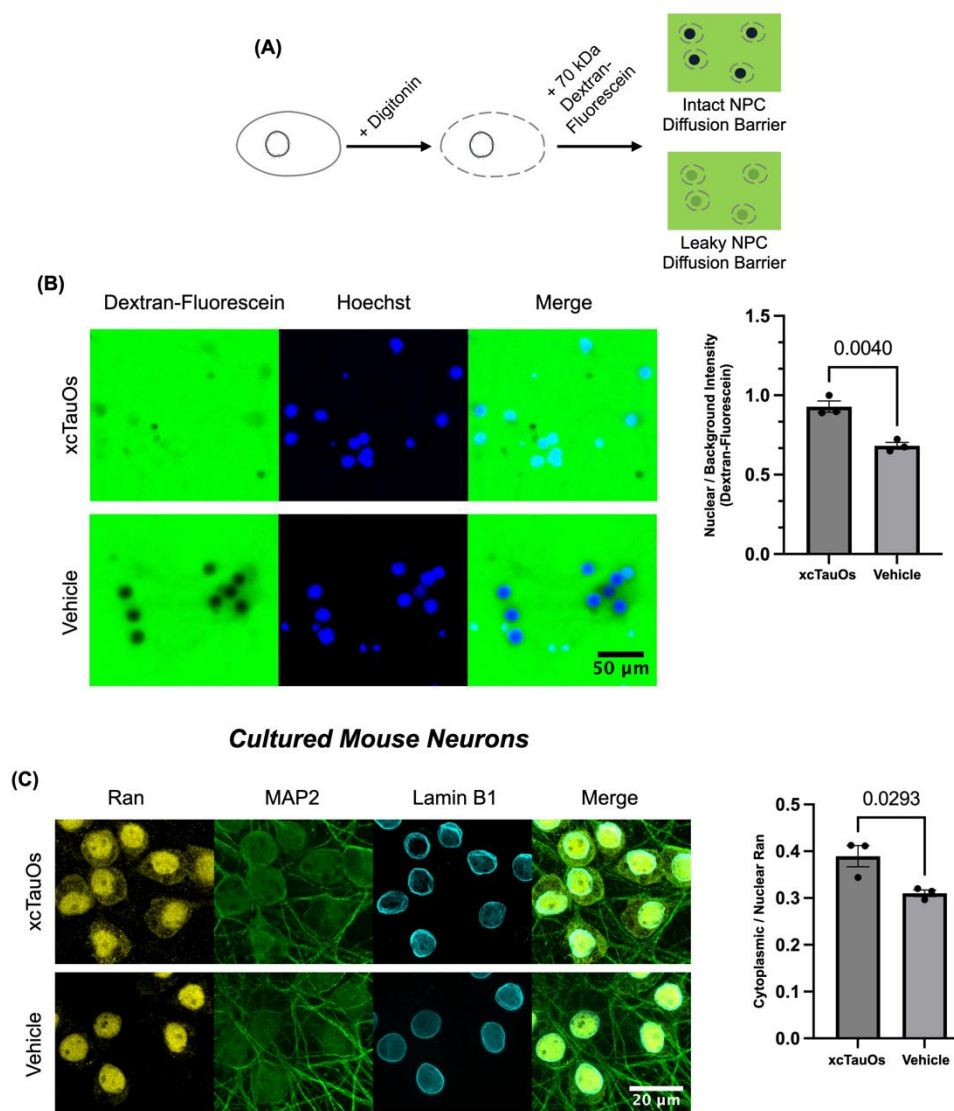 (A)
+ Digitonin
+ 70 kDa
Dextran-
Fluorescein
Intact NPC
Diffusion Barrier
Leaky NPC
Diffusion Barrier
(B)
Dextran-Fluorescein
Hoechst
Merge
xcTauOs
Vehicle
50 µm
Nuclear / Background Intensity
(Dextran-Fluorescein)
1.5
1.0
0.5
0.0
0.0040
xcTauOs
Vehicle
Cultured Mouse Neurons
(C)
Ran
MAP2
Lamin B1
Merge
xcTauOs
Vehicle
20 µm
Cytoplasmic / Nuclear Ran
0.5
0.4
0.3
0.2
0.1
0.0
0.0293
xcTauOs
Vehicle